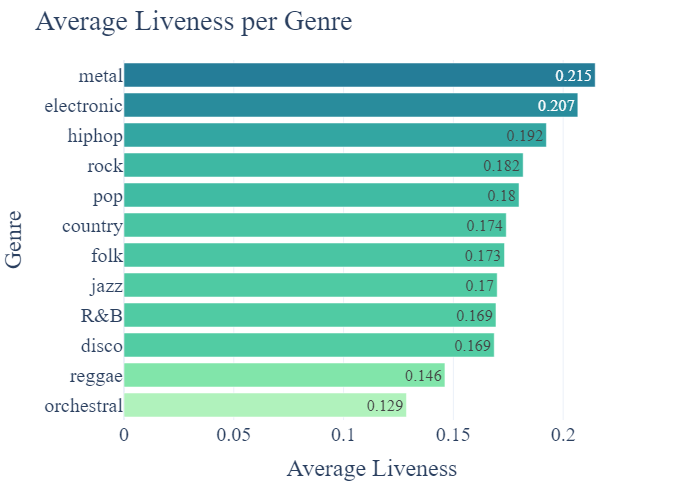 Average Liveness per Genre
metal 0.215
electronic 0.207
hiphop 0.192
rock 0.182
pop 0.18
country 0.174
folk 0.173
jazz 0.17
R&B 0.169
disco 0.169
reggae 0.146
orchestral 0.129
Genre
0 0.05 0.1 0.15 0.2
Average Liveness